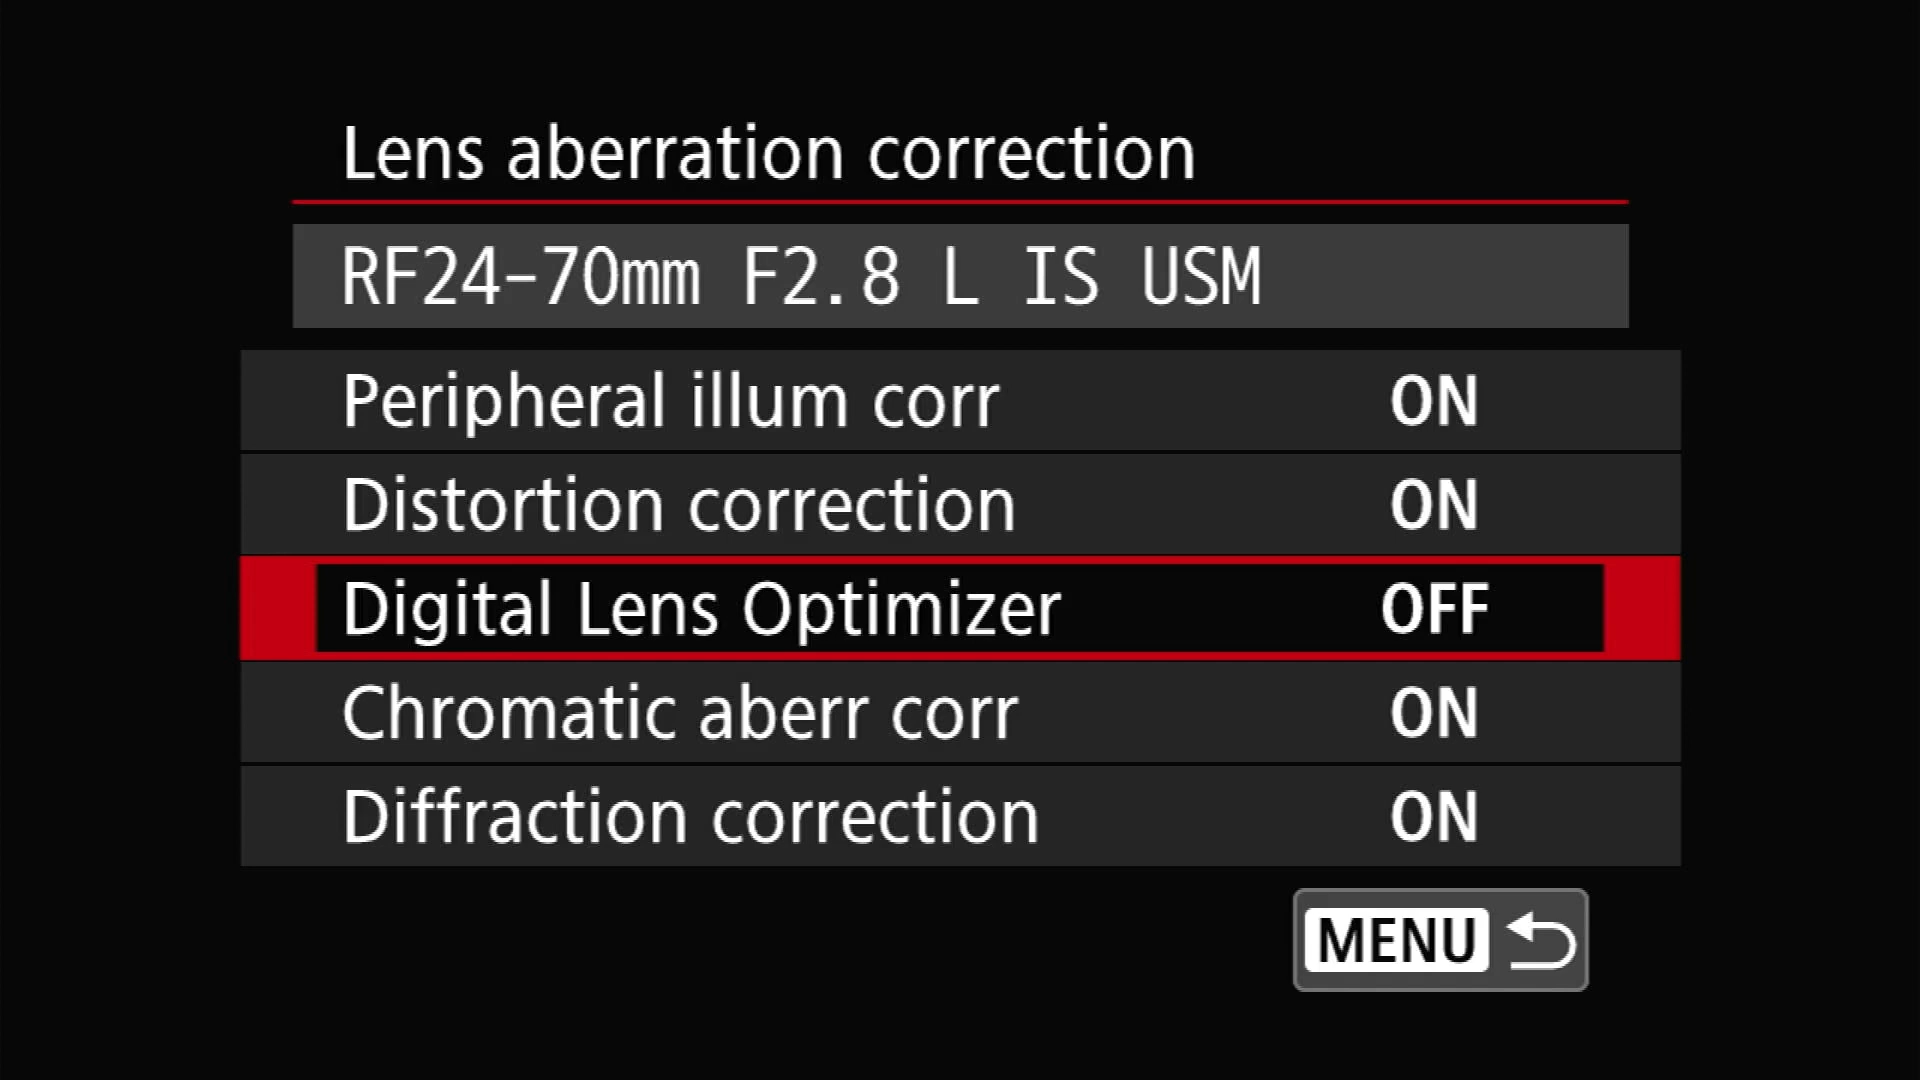 Lens aberration correction
RF24-70mm F2.8 L IS USM
Peripheral illum corr ON
Distortion correction ON
Digital Lens Optimizer OFF
Chromatic aberr corr ON
Diffraction correction ON
MENU